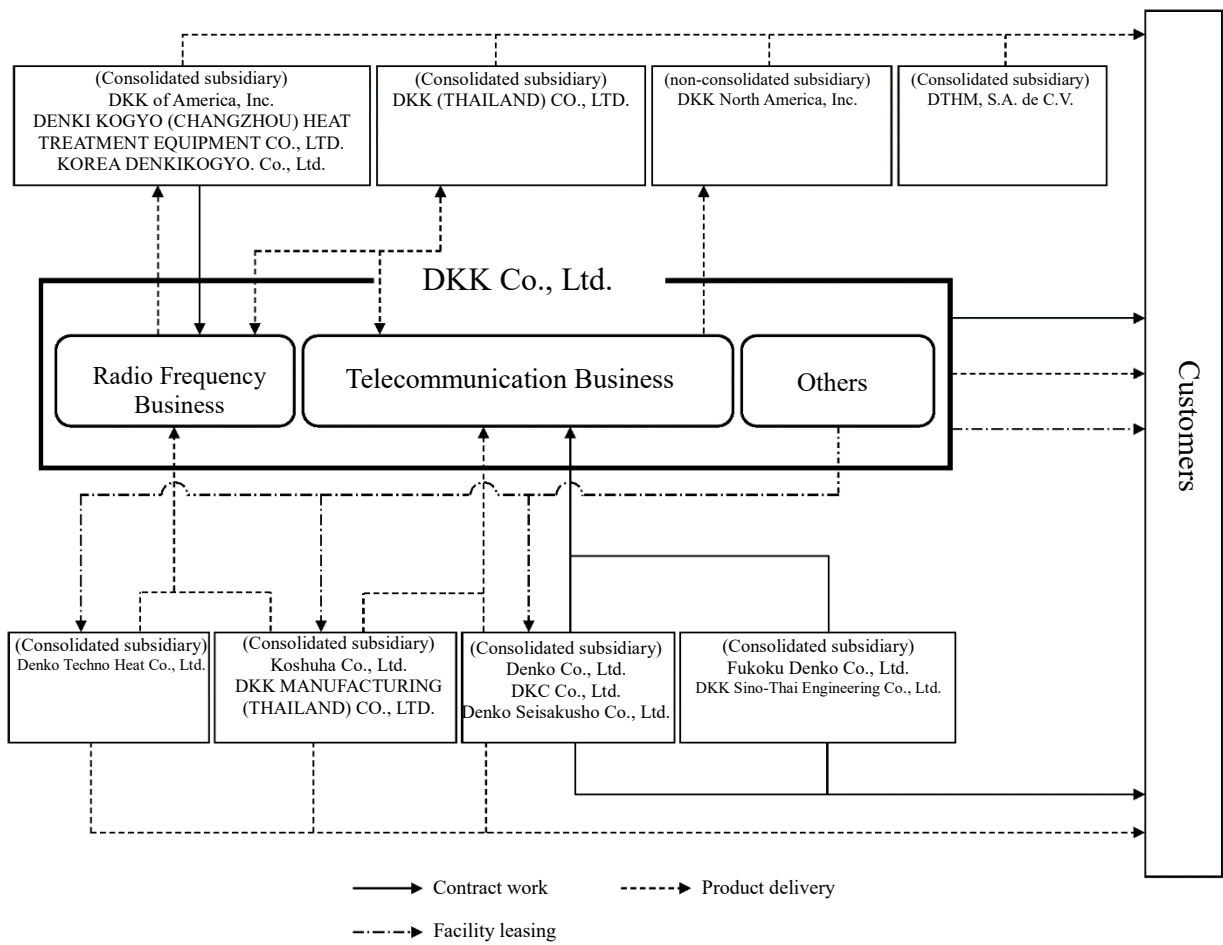 (Consolidated subsidiary)
DKK of America, Inc.
DENKI KOGYO (CHANGZHOU) HEAT
TREATMENT EQUIPMENT CO., LTD.
KOREA DENKIKOGYO. Co., Ltd.
(Consolidated subsidiary)
DKK (THAILAND) CO., LTD.
(non-consolidated subsidiary)
DKK North America, Inc.
(Consolidated subsidiary)
DTHM, S.A. de C.V.
DKK Co., Ltd.
Radio Frequency
Business
Telecommunication Business
Others
Customers
(Consolidated subsidiary)
Denko Techno Heat Co., Ltd.
(Consolidated subsidiary)
Koshuha Co., Ltd.
DKK MANUFACTURING
(THAILAND) CO., LTD.
(Consolidated subsidiary)
Denko Co., Ltd.
DKC Co., Ltd.
Denko Seisakusho Co., Ltd.
(Consolidated subsidiary)
Fukoku Denko Co., Ltd.
DKK Sino-Thai Engineering Co., Ltd.
Contract work
Product delivery
Facility leasing